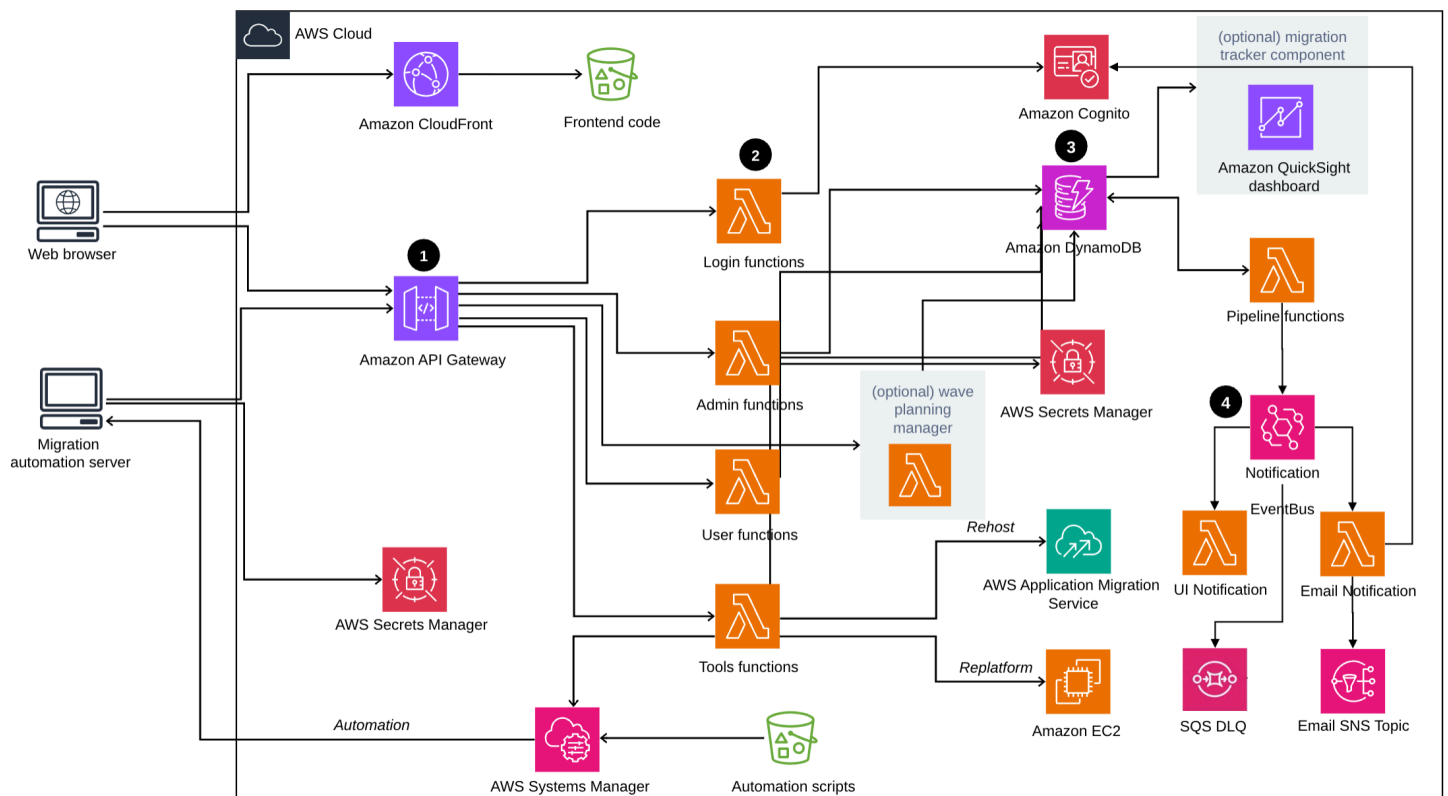 AWS Cloud
(optional) migration
tracker component
Amazon CloudFront
Frontend code
Amazon Cognito
Amazon QuickSight
dashboard
2
3
Web browser
1
Login functions
Amazon DynamoDB
Pipeline functions
Amazon API Gateway
Admin functions
(optional) wave
planning
manager
AWS Secrets Manager
4
Migration
automation server
Notification
EventBus
User functions
Rehost
AWS Application Migration
Service
UI Notification
Email Notification
AWS Secrets Manager
Tools functions
Replatform
Automation
Amazon EC2
SQS DLQ
Email SNS Topic
AWS Systems Manager
Automation scripts